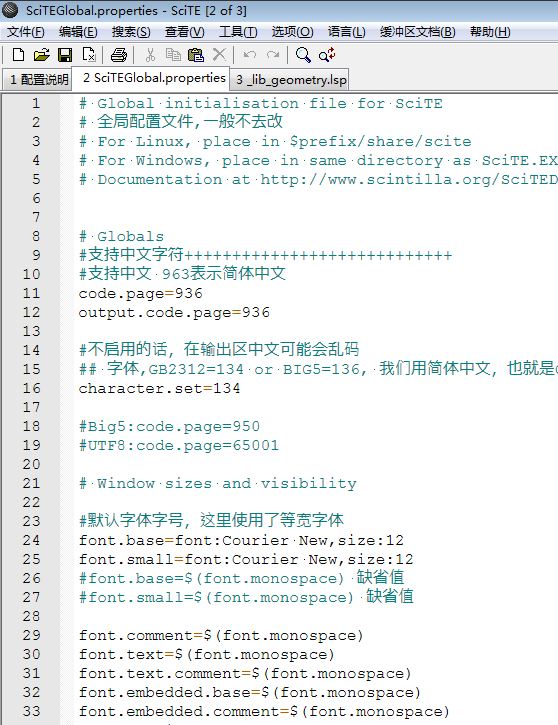 SciTEGlobal.properties - SciTE [2 of 3]
文件(F) 编辑(E) 搜索(S) 查看(V) 工具(T) 选项(O) 语言(L) 缓冲区文档(B) 帮助(H)
1 配置说明 2 SciTEGlobal.properties 3 _lib_geometry.lsp
1 # Global initialisation file for SciTE
2 # 全局配置文件,一般不去改
3 # For Linux, place in $prefix/share/scite
4 # For Windows, place in same directory as SciTE.EX
5 # Documentation at http://www.scintilla.org/SciTED
6
7
8 # Globals
9 #支持中文字符++++++++++++++++++++++++++++
10 #支持中文 963表示简体中文
11 code.page=936
12 output.code.page=936
13
14 #不启用的话，在输出区中文可能会乱码
15 ## 字体,GB2312=134 or BIG5=136, 我们用简体中文，也就是
16 character.set=134
17
18 #Big5:code.page=950
19 #UTF8:code.page=65001
20
21 # Window sizes and visibility
22
23 #默认字体字号，这里使用了等宽字体
24 font.base=font:Courier New,size:12
25 font.small=font:Courier New,size:12
26 #font.base=$(font.monospace) 缺省值
27 #font.small=$(font.monospace) 缺省值
28
29 font.comment=$(font.monospace)
30 font.text=$(font.monospace)
31 font.text.comment=$(font.monospace)
32 font.embedded.base=$(font.monospace)
33 font.embedded.comment=$(font.monospace)